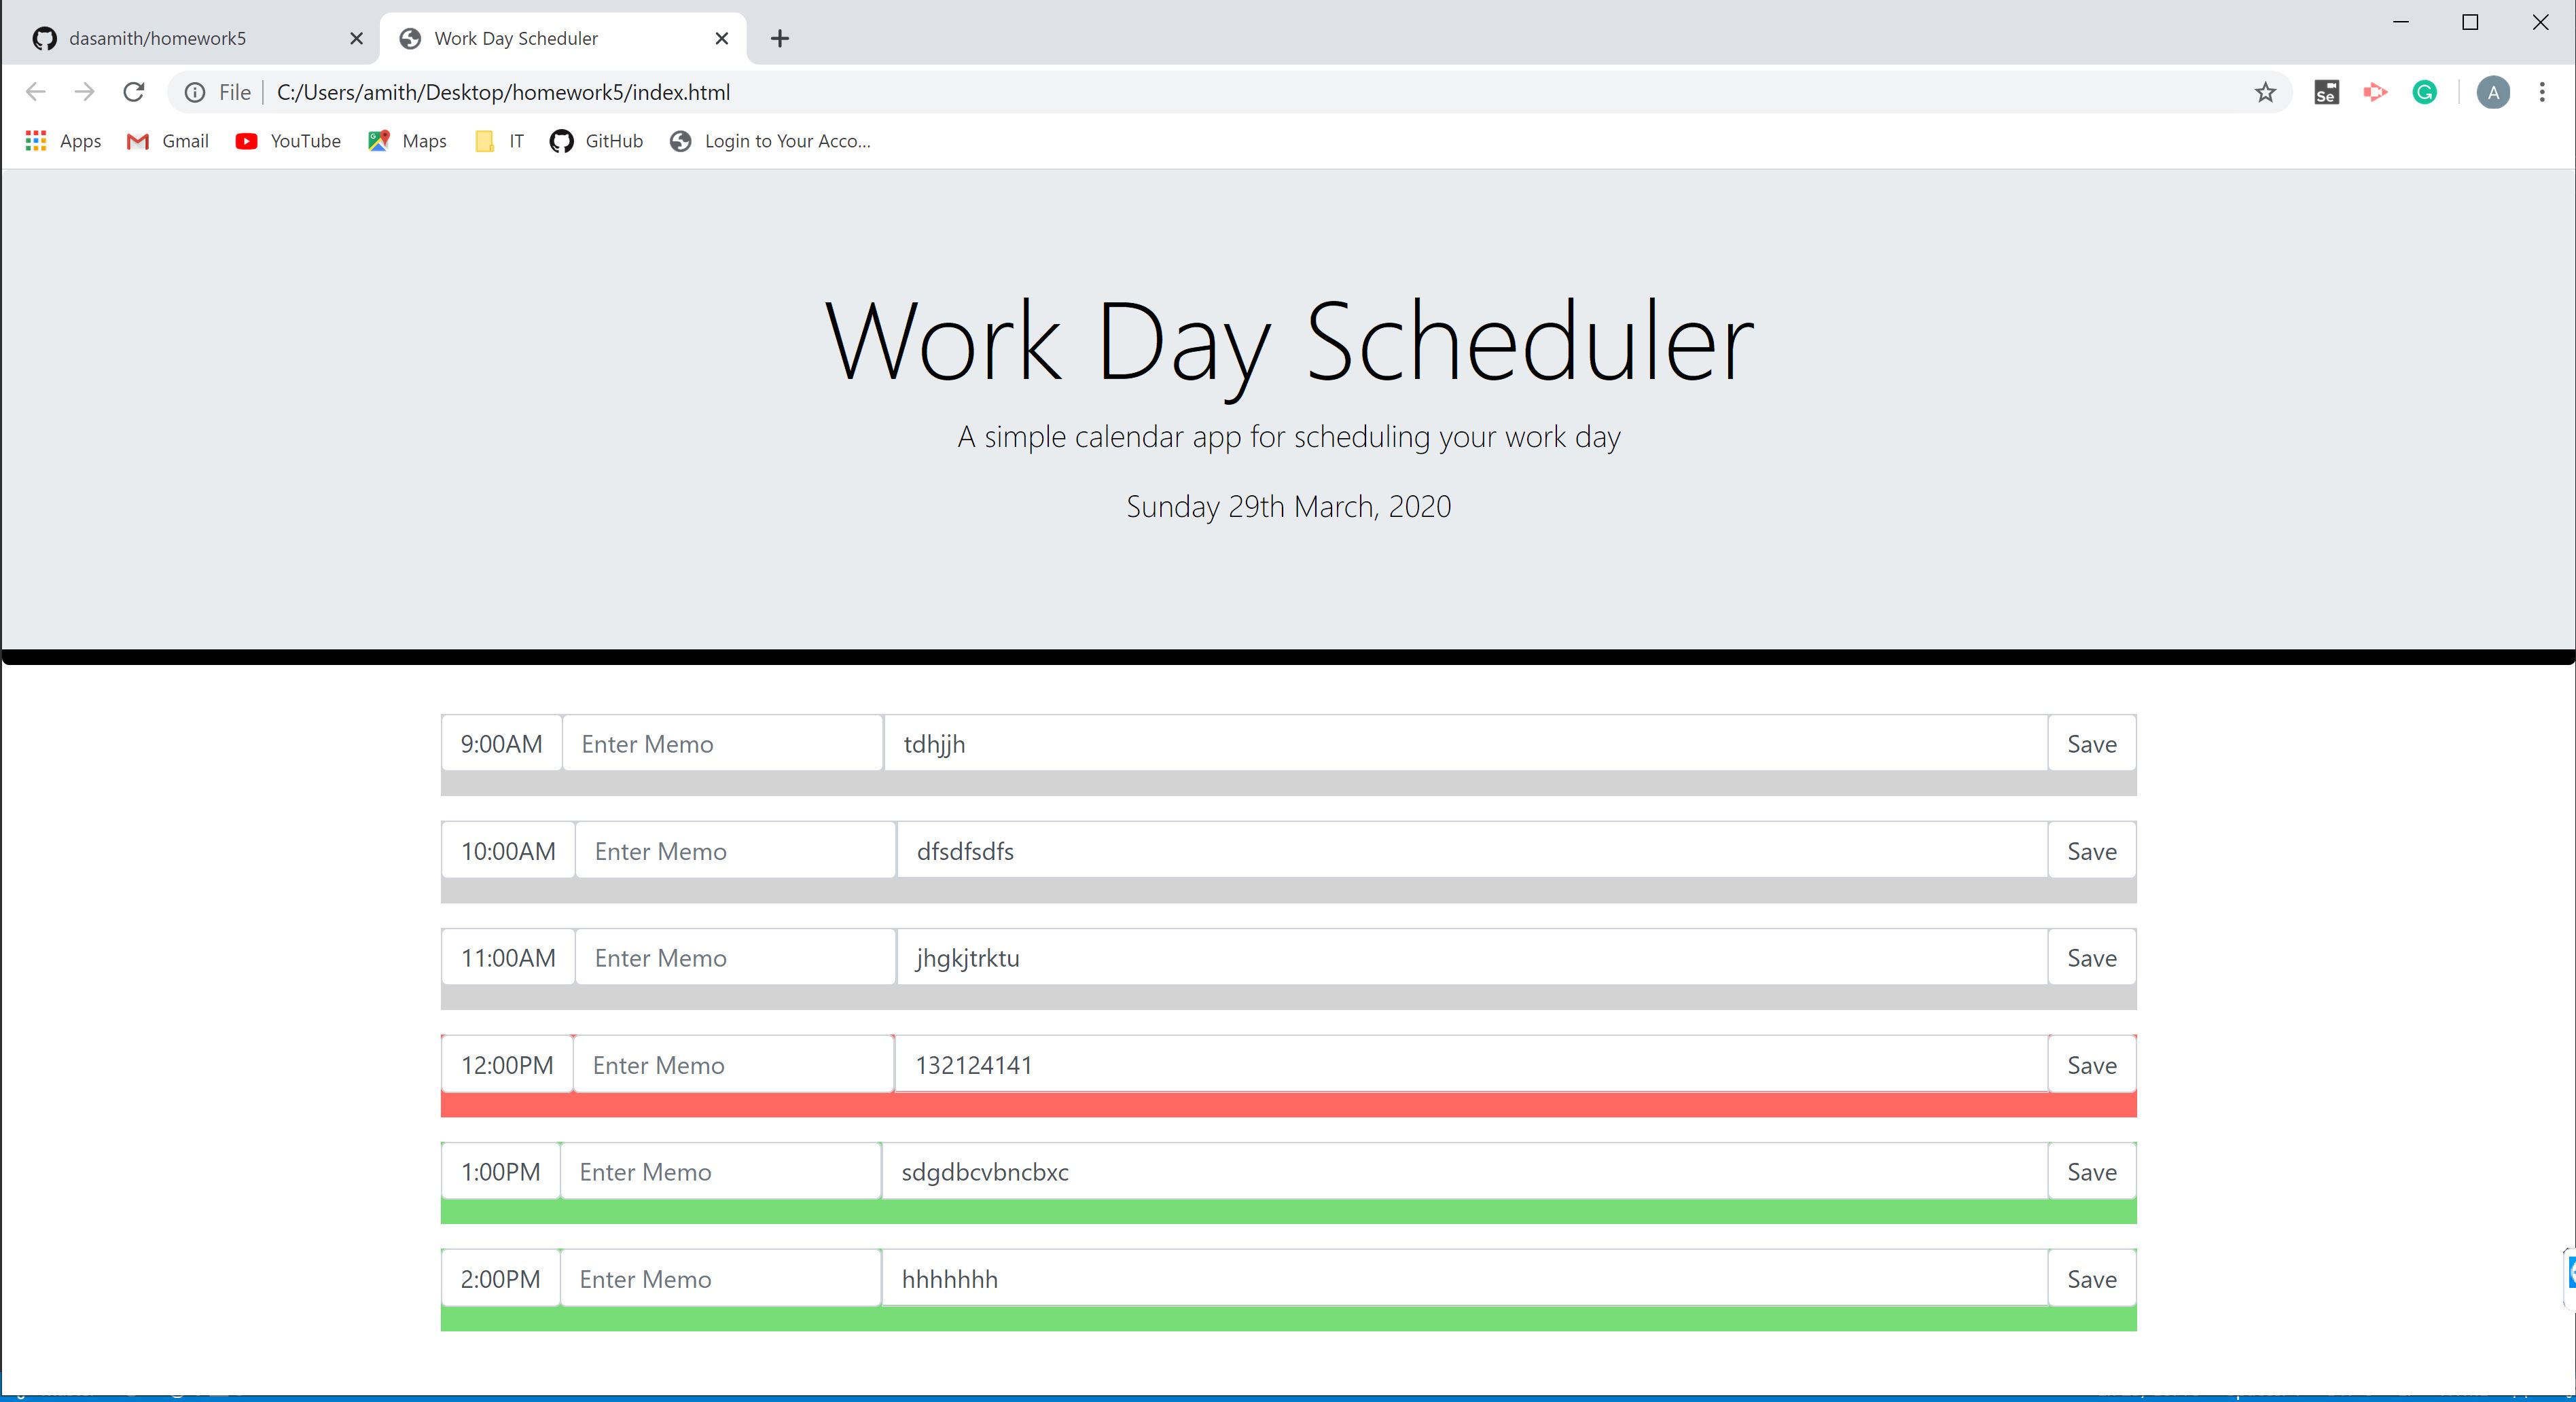 dasamith/homework5
Work Day Scheduler
File
C:/Users/amith/Desktop/homework5/index.html
Se
G
A
Apps
Gmail
YouTube
Maps
IT
GitHub
Login to Your Acco...
Work Day Scheduler
A simple calendar app for scheduling your work day
Sunday 29th March, 2020
9:00AM Enter Memo tdhjjh Save
10:00AM Enter Memo dfsdfsdfs Save
11:00AM Enter Memo jhgkjtrktu Save
12:00PM Enter Memo 132124141 Save
1:00PM Enter Memo sdgdbcvbncbxc Save
2:00PM Enter Memo hhhhhhh Save